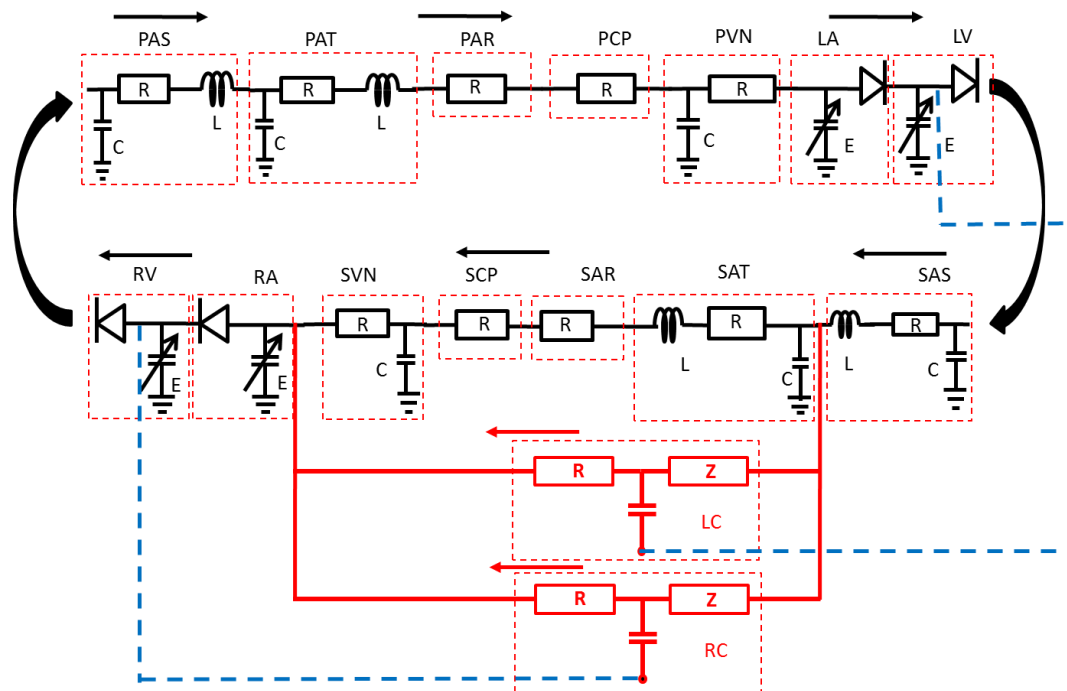 PAS PAT PAR PCP PVN LA LV
R R R R R
L L
C C C E E
RV RA SVN SCP SAR SAT SAS
R R R R R
E E C L C L C
R Z
LC
R Z
RC